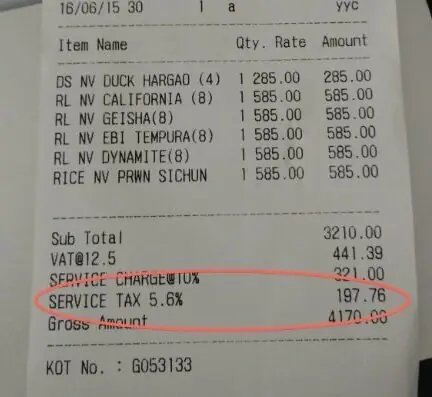 16/06/15 30 1 a yyc
Item Name Qty. Rate Amount
DS NV DUCK HARGAO (4) 1 285.00 285.00
RL NV CALIFORNIA (8) 1 585.00 585.00
RL NV GEISHA(8) 1 585.00 585.00
RL NV EBI TEMPURA(8) 1 585.00 585.00
RL NV DYNAMITE(8) 1 585.00 585.00
RICE NV PRWN SICHUN 1 585.00 585.00
Sub Total 3210.00
VAT@12.5 441.39
SERVICE CHARGE@10% 321.00
SERVICE TAX 5.6% 197.76
Gross Amount 4170.00
KOT No. : G053133